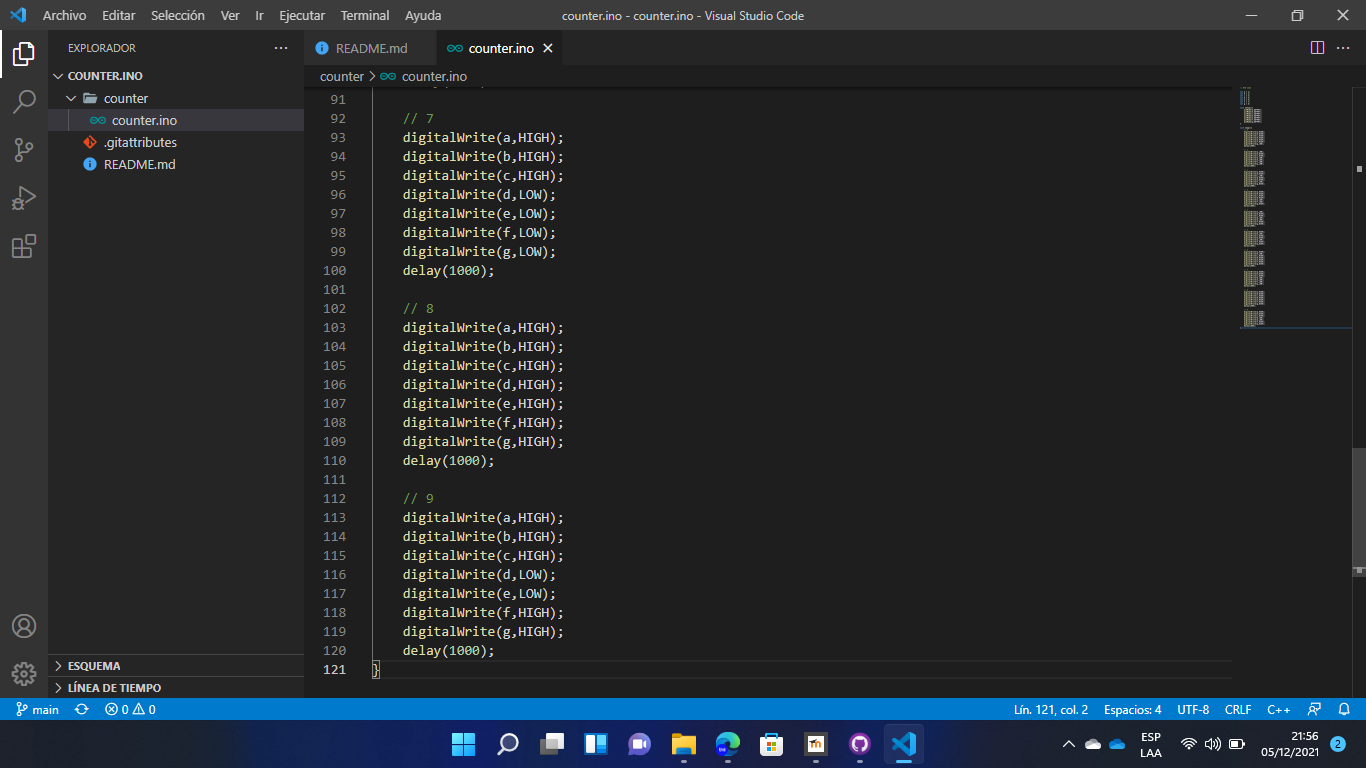 Archivo Editar Selección Ver Ir Ejecutar Terminal Ayuda
counter.ino - counter.ino - Visual Studio Code
EXPLORADOR
README.md
counter.ino
COUNTER.INO
counter
counter.ino
.gitattributes
README.md
counter > counter.ino
91
92 // 7
93 digitalWrite(a,HIGH);
94 digitalWrite(b,HIGH);
95 digitalWrite(c,HIGH);
96 digitalWrite(d,LOW);
97 digitalWrite(e,LOW);
98 digitalWrite(f,LOW);
99 digitalWrite(g,LOW);
100 delay(1000);
101
102 // 8
103 digitalWrite(a,HIGH);
104 digitalWrite(b,HIGH);
105 digitalWrite(c,HIGH);
106 digitalWrite(d,HIGH);
107 digitalWrite(e,HIGH);
108 digitalWrite(f,HIGH);
109 digitalWrite(g,HIGH);
110 delay(1000);
111
112 // 9
113 digitalWrite(a,HIGH);
114 digitalWrite(b,HIGH);
115 digitalWrite(c,HIGH);
116 digitalWrite(d,LOW);
117 digitalWrite(e,LOW);
118 digitalWrite(f,HIGH);
119 digitalWrite(g,HIGH);
120 delay(1000);
121 }
ESQUEMA
LÍNEA DE TIEMPO
main
0 0
Lín. 121, col. 2 Espacios: 4 UTF-8 CRLF C++
ESP
LAA
21:56
05/12/2021
2